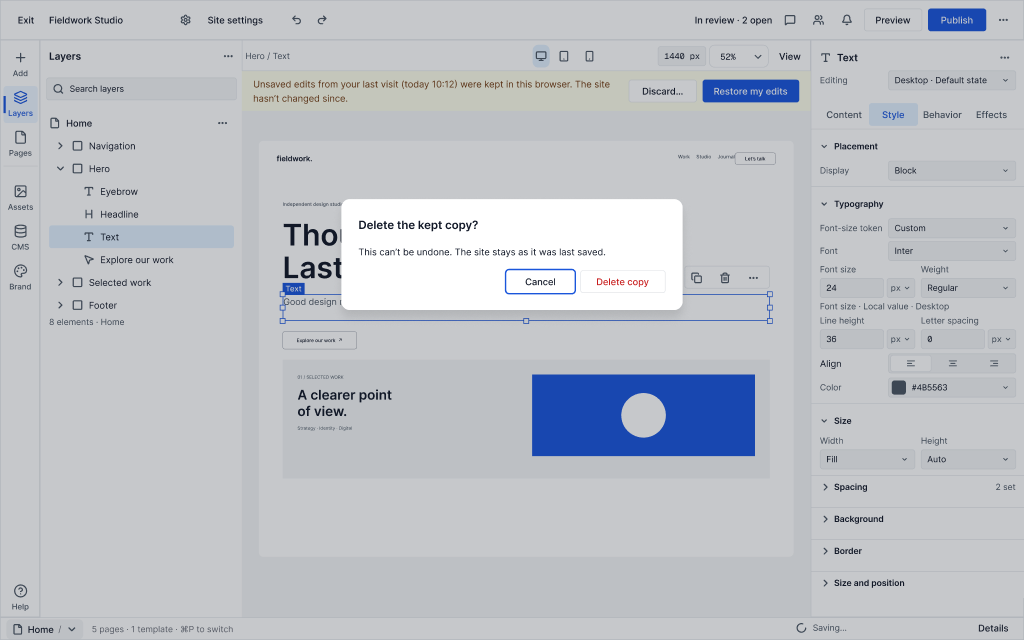 Exit
Fieldwork Studio
Site settings
In review · 2 open
Preview
Publish
Add
Layers
Pages
Assets
CMS
Brand
Help
Layers
Search layers
Home
Navigation
Hero
Eyebrow
Headline
Text
Explore our work
Selected work
Footer
8 elements · Home
Hero / Text
1440 px
52%
View
Unsaved edits from your last visit (today 10:12) were kept in this browser. The site
hasn’t changed since.
Discard...
Restore my edits
fieldwork.
Work
Studio
Journal
Let's talk
Independent design
Last
Text
Good design
Explore our work ↗
01 / SELECTED WORK
A clearer point
of view.
Strategy · Identity · Digital
Delete the kept copy?
This can’t be undone. The site stays as it was last saved.
Cancel
Delete copy
Text
Editing
Desktop · Default state
Content
Style
Behavior
Effects
Placement
Display
Block
Typography
Font-size token
Custom
Font
Inter
Font size
Weight
24
px
Regular
Font size · Local value · Desktop
Line height
Letter spacing
36
px
0
px
Align
Color
#4B5563
Size
Width
Height
Fill
Auto
Spacing
2 set
Background
Border
Size and position
Home /
5 pages · 1 template · ⌘P to switch
Saving...
Details